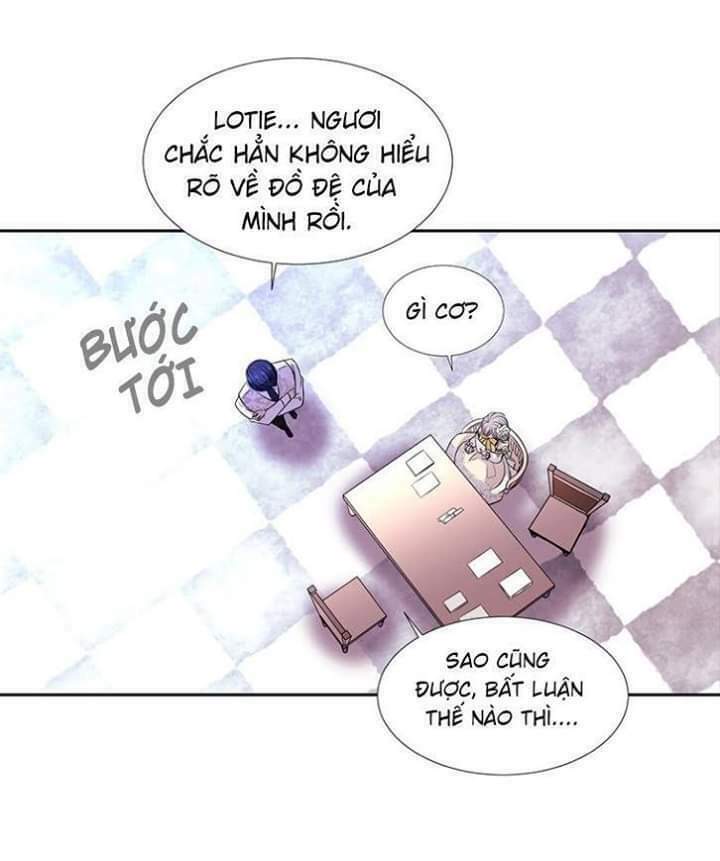 LOTIE... NGƯƠI
CHẮC HẲN KHÔNG HIỂU
RÕ VỀ ĐỒ ĐỆ CỦA
MÌNH RỒI.
GÌ CƠ?
BƯỚC
TỚI
SAO CŨNG
ĐƯỢC, BẤT LUẬN
THẾ NÀO THÌ....